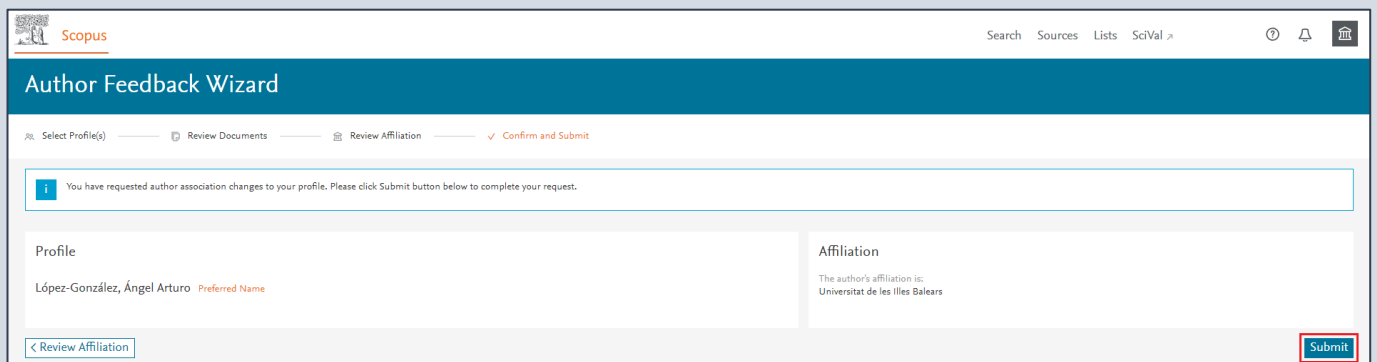 Scopus
Search Sources Lists SciVal ↗
Author Feedback Wizard
Select Profile(s) Review Documents Review Affiliation Confirm and Submit
i You have requested author association changes to your profile. Please click Submit button below to complete your request.
Profile
López-González, Ángel Arturo Preferred Name
Affiliation
The author's affiliation is:
Universitat de les Illes Balears
< Review Affiliation
Submit